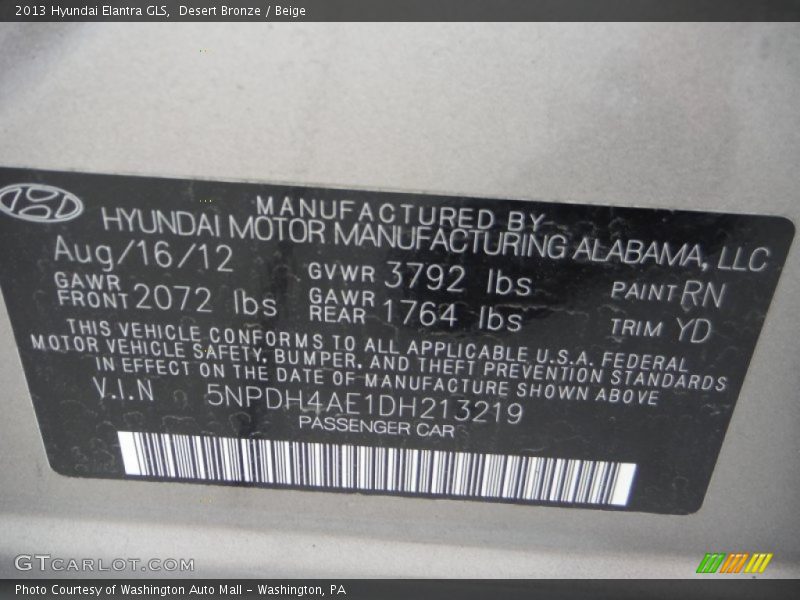 2013 Hyundai Elantra GLS, Desert Bronze / Beige
MANUFACTURED BY
HYUNDAI MOTOR MANUFACTURING ALABAMA, LLC
Aug/16/12
GVWR 3792 lbs
PAINT RN
GAWR FRONT 2072 lbs
GAWR REAR 1764 lbs
TRIM YD
THIS VEHICLE CONFORMS TO ALL APPLICABLE U.S.A. FEDERAL
MOTOR VEHICLE SAFETY, BUMPER, AND THEFT PREVENTION STANDARDS
IN EFFECT ON THE DATE OF MANUFACTURE SHOWN ABOVE
V.I.N 5NPDH4AE1DH213219
PASSENGER CAR
GTCARLOT.COM
Photo Courtesy of Washington Auto Mall - Washington, PA